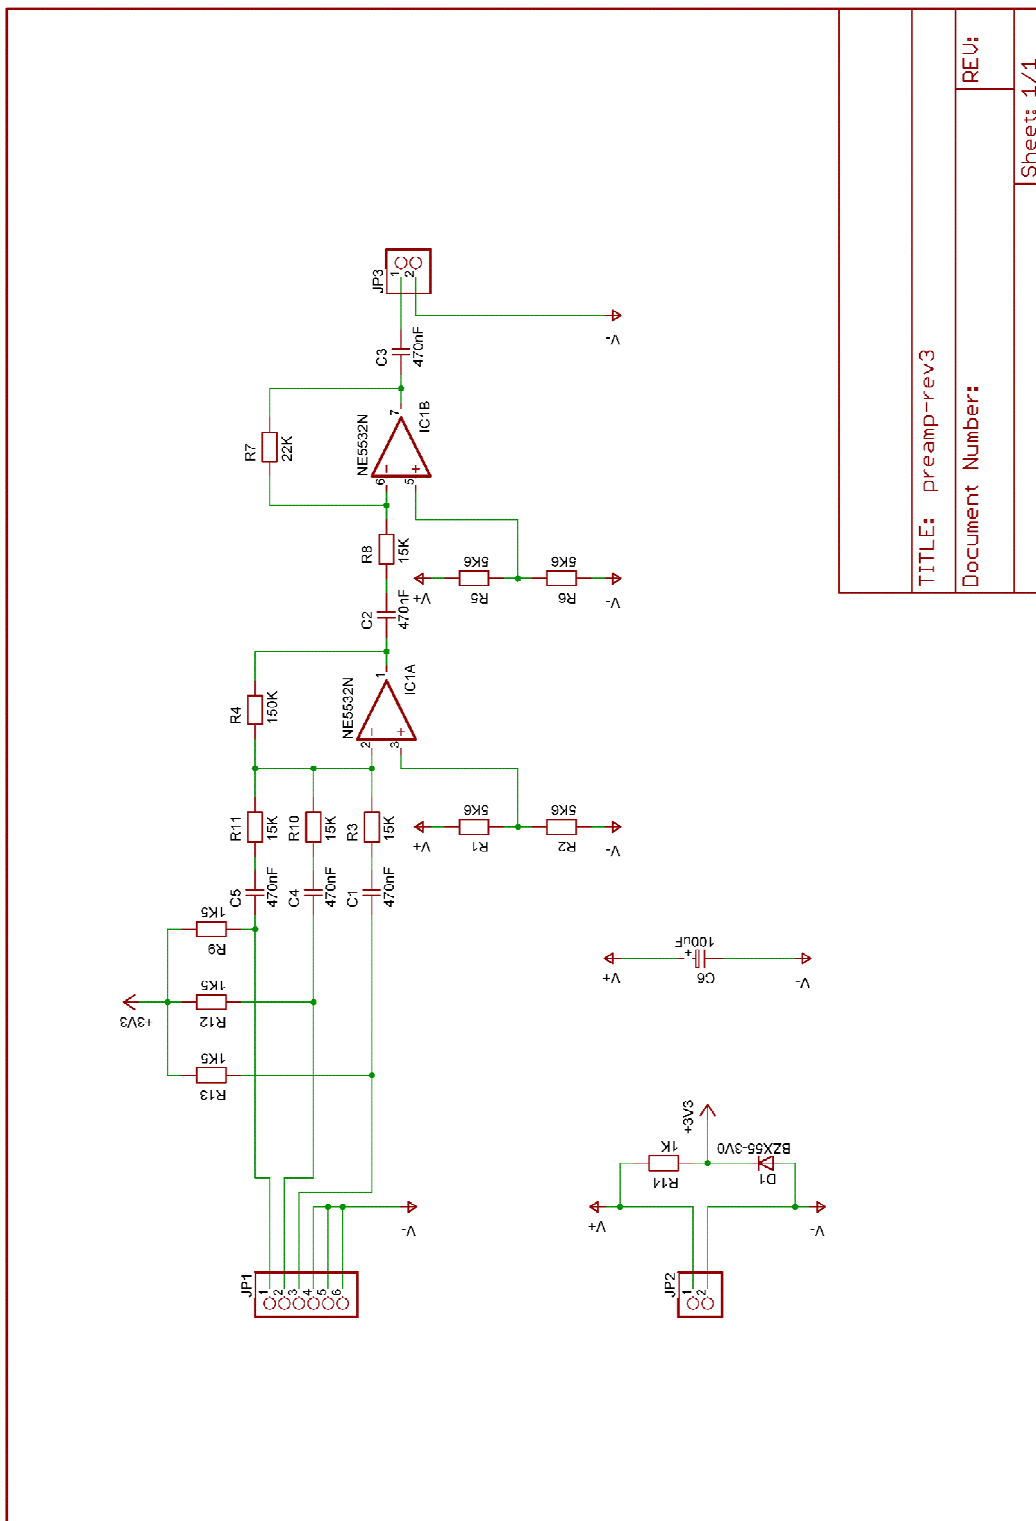 TITLE: preamp-rev3
Document Number:
REV:
Sheet: 1/1
JP3
1
2
C3
470nF
V-
R7
22K
NE5532N
IC1B
6
5
7
R8
15K
C2
470nF
V+
R5
5K6
R6
5K6
V-
R4
150K
NE5532N
IC1A
2
3
1
R11
15K
R10
15K
R3
15K
V+
R1
5K6
R2
5K6
V-
C5
470nF
C4
470nF
C1
470nF
R9
1K5
R12
1K5
R13
1K5
+3V3
V+
C6
100uF
+
V-
JP1
1
2
3
4
5
6
V-
+3V3
R14
1K
D1
BZX55-3V0
V+
V-
JP2
1
2